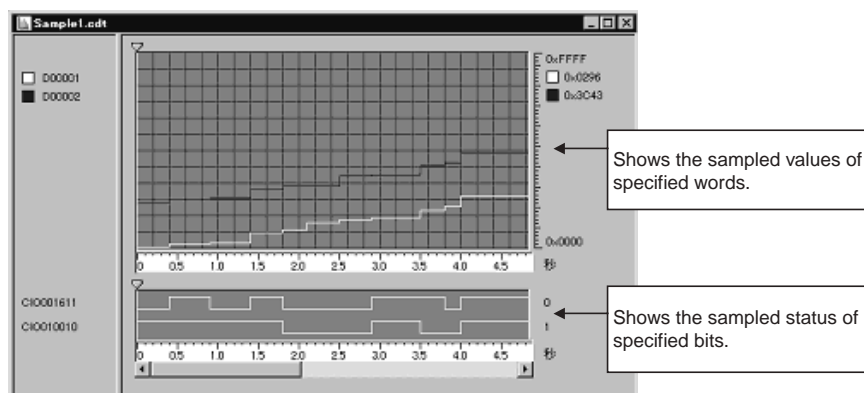 Sample1.cdt
D00001
D00002
0xFFFF
0x0296
0x3C43
0x0000
0 0.5 1.0 1.5 2.0 2.5 3.0 3.5 4.0 4.5 秒
Shows the sampled values of
specified words.
CIO001611 0
CIO010010 1
0 0.5 1.0 1.5 2.0 2.5 3.0 3.5 4.0 4.5 秒
Shows the sampled status of
specified bits.